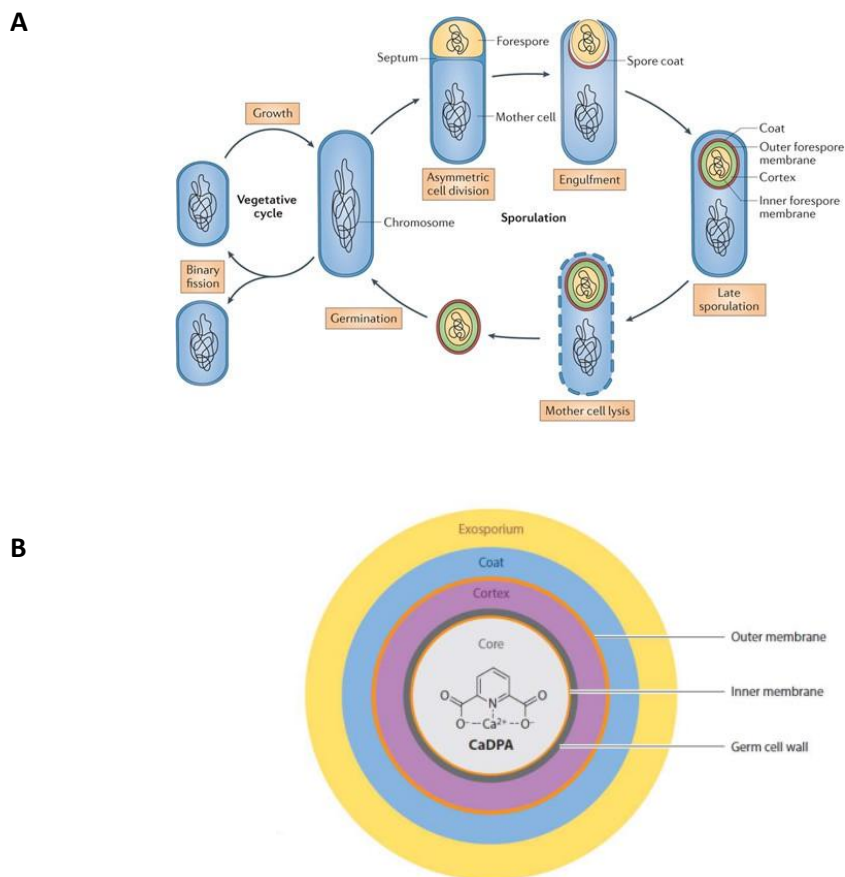 A
Growth
Vegetative
cycle
Binary
fission
Chromosome
Septum
Forespore
Mother cell
Asymmetric
cell division
Spore coat
Engulfment
Sporulation
Coat
Outer forespore
membrane
Cortex
Inner forespore
membrane
Late
sporulation
Mother cell lysis
Germination
B
Exosporium
Coat
Cortex
Core
O
O
N
O⁻
Ca²⁺
O⁻
CaDPA
Outer membrane
Inner membrane
Germ cell wall